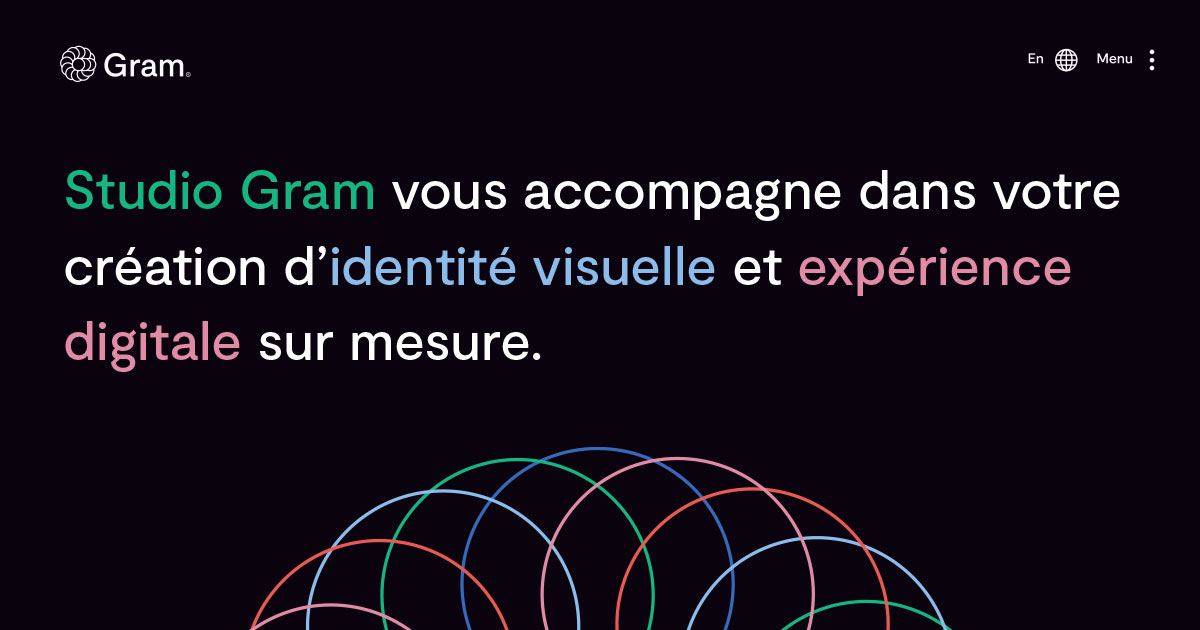 Gram®
En
Menu
Studio Gram vous accompagne dans votre
création d’identité visuelle et expérience
digitale sur mesure.